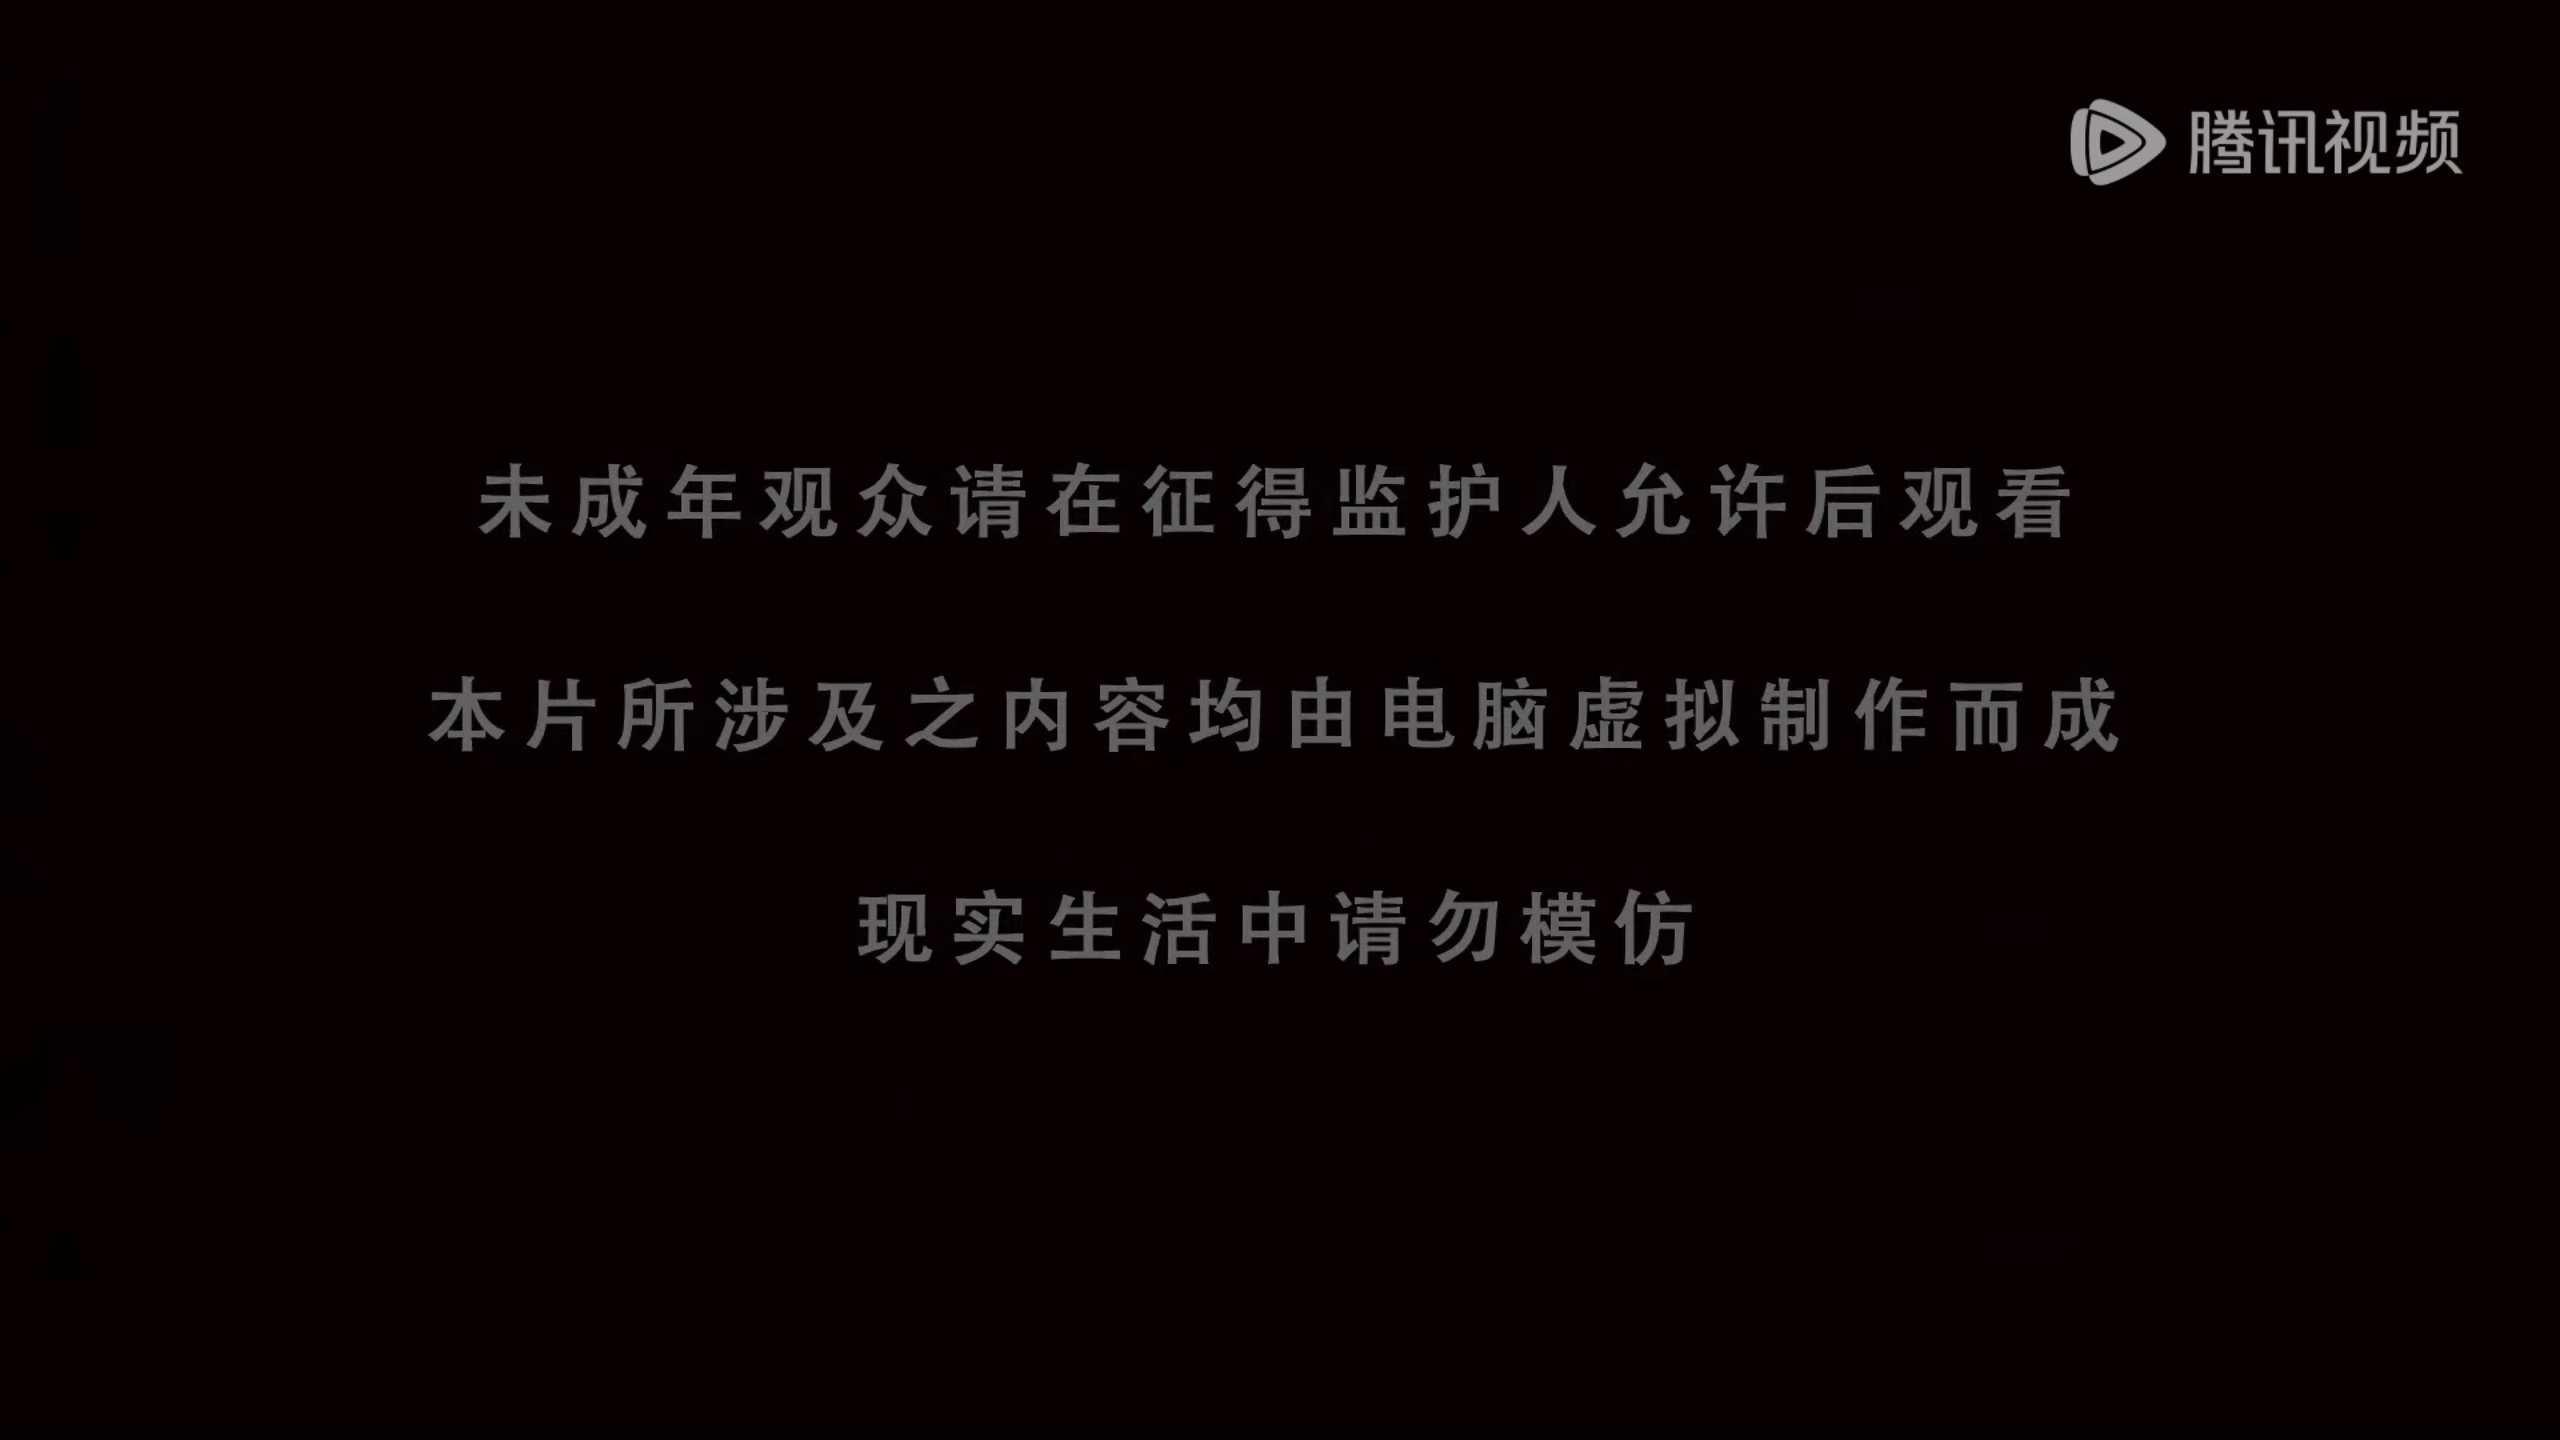 腾讯视频
未成年观众请在征得监护人允许后观看
本片所涉及之内容均由电脑虚拟制作而成
现实生活中请勿模仿